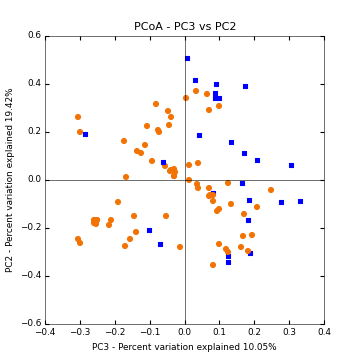 PCoA - PC3 vs PC2
PC2 - Percent variation explained 19.42%
0.6
0.4
0.2
0.0
−0.2
−0.4
−0.6
−0.4 −0.3 −0.2 −0.1 0.0 0.1 0.2 0.3 0.4
PC3 - Percent variation explained 10.05%